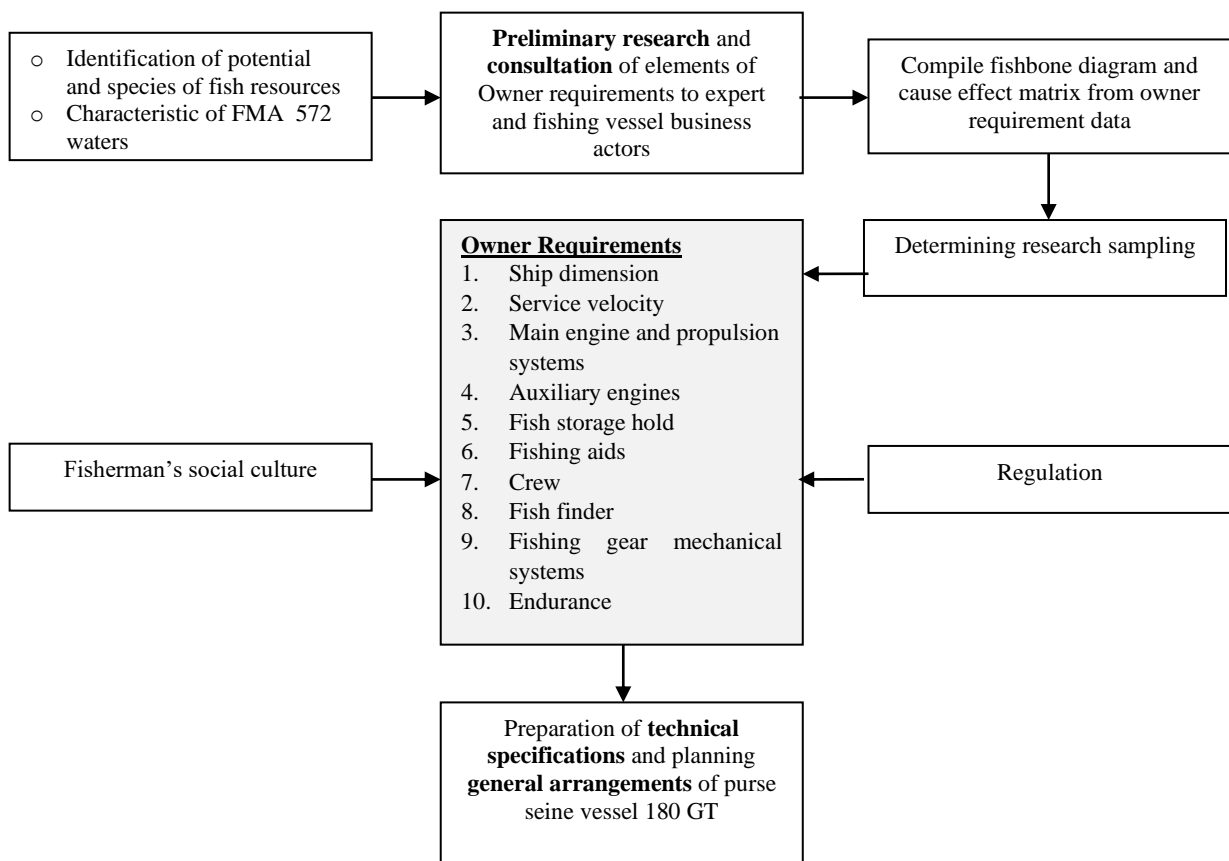 o Identification of potential
and species of fish resources
o Characteristic of FMA 572
waters
Preliminary research and
consultation of elements of
Owner requirements to expert
and fishing vessel business
actors
Compile fishbone diagram and
cause effect matrix from owner
requirement data
Determining research sampling
Owner Requirements
1. Ship dimension
2. Service velocity
3. Main engine and propulsion
systems
4. Auxiliary engines
5. Fish storage hold
6. Fishing aids
7. Crew
8. Fish finder
9. Fishing gear mechanical
systems
10. Endurance
Fisherman's social culture
Regulation
Preparation of technical
specifications and planning
general arrangements of purse
seine vessel 180 GT